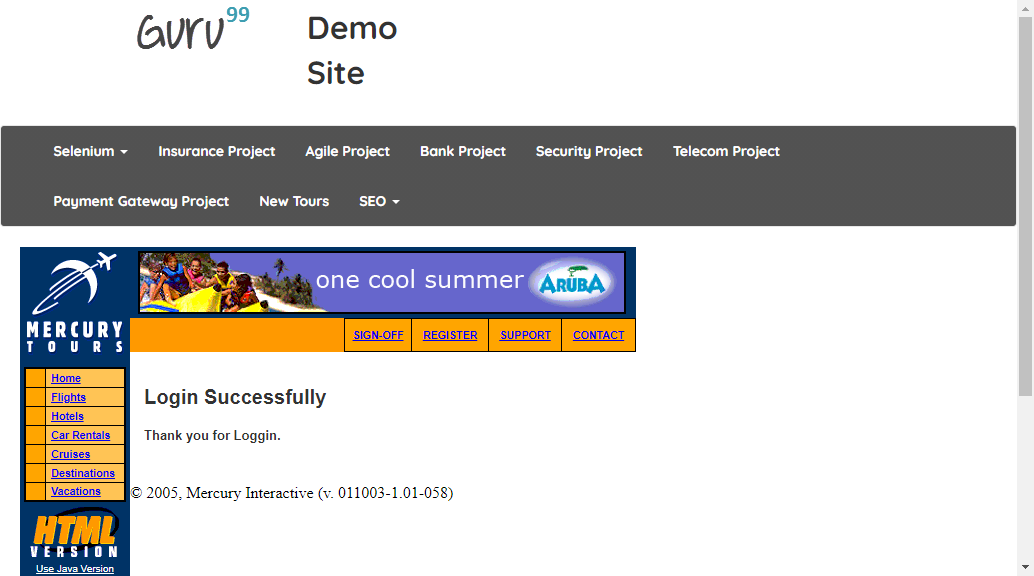 Guru99
Demo
Site
Selenium
Insurance Project
Agile Project
Bank Project
Security Project
Telecom Project
Payment Gateway Project
New Tours
SEO
one cool summer
ARUBA
MERCURY
TOURS
SIGN-OFF
REGISTER
SUPPORT
CONTACT
Home
Flights
Hotels
Car Rentals
Cruises
Destinations
Vacations
Login Successfully
Thank you for Loggin.
© 2005, Mercury Interactive (v. 011003-1.01-058)
HTML
VERSION
Use Java Version